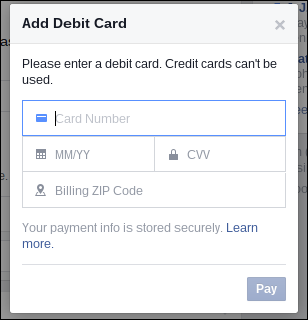 Add Debit Card
Please enter a debit card. Credit cards can't be
used.
Card Number
MM/YY
CVV
Billing ZIP Code
Your payment info is stored securely. Learn
more.
Pay